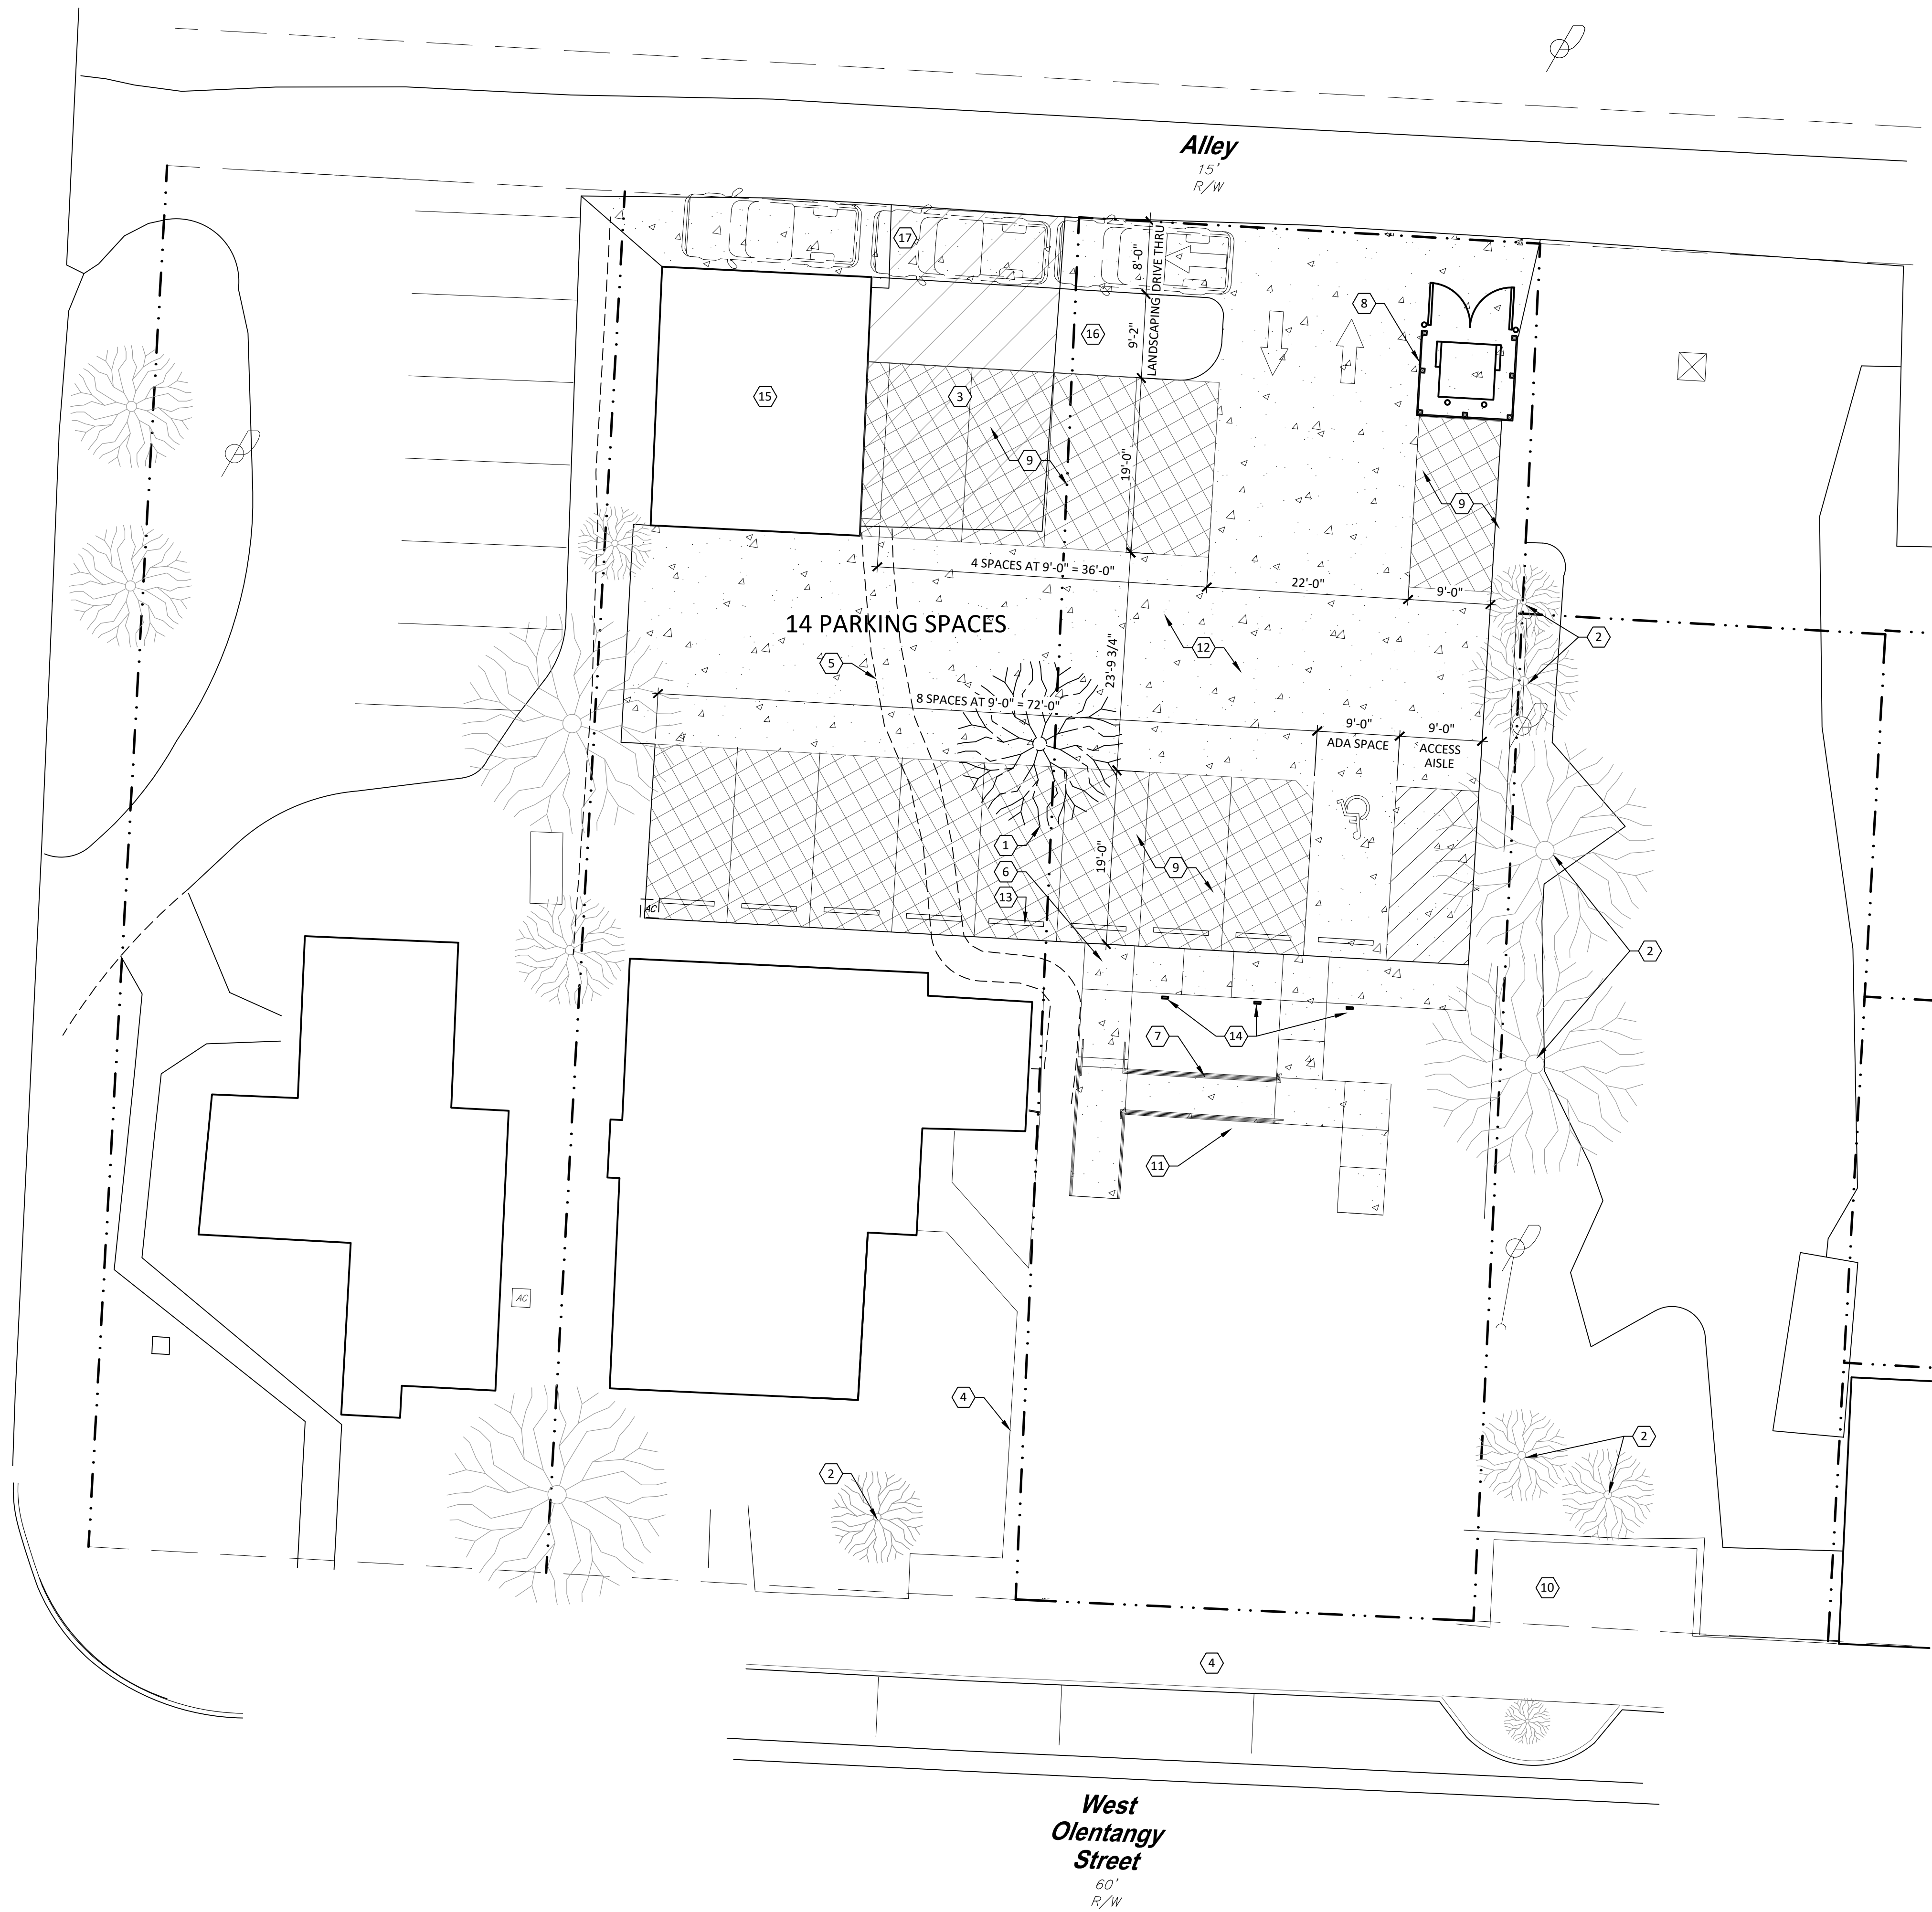 Alley
15'
R/W
17
8'-0"
DRIVE THRU
8
16
9'-2"
LANDSCAPING
15
3
9
19'-0"
9
4 SPACES AT 9'-0" = 36'-0"
22'-0"
9'-0"
14 PARKING SPACES
2
12
5
23'-9 3/4"
8 SPACES AT 9'-0" = 72'-0"
9'-0"
9'-0"
ADA SPACE
ACCESS
AISLE
1
19'-0"
9
6
13
AC
2
14
7
11
AC
4
2
2
10
4
West
Olentangy
Street
60'
R/W